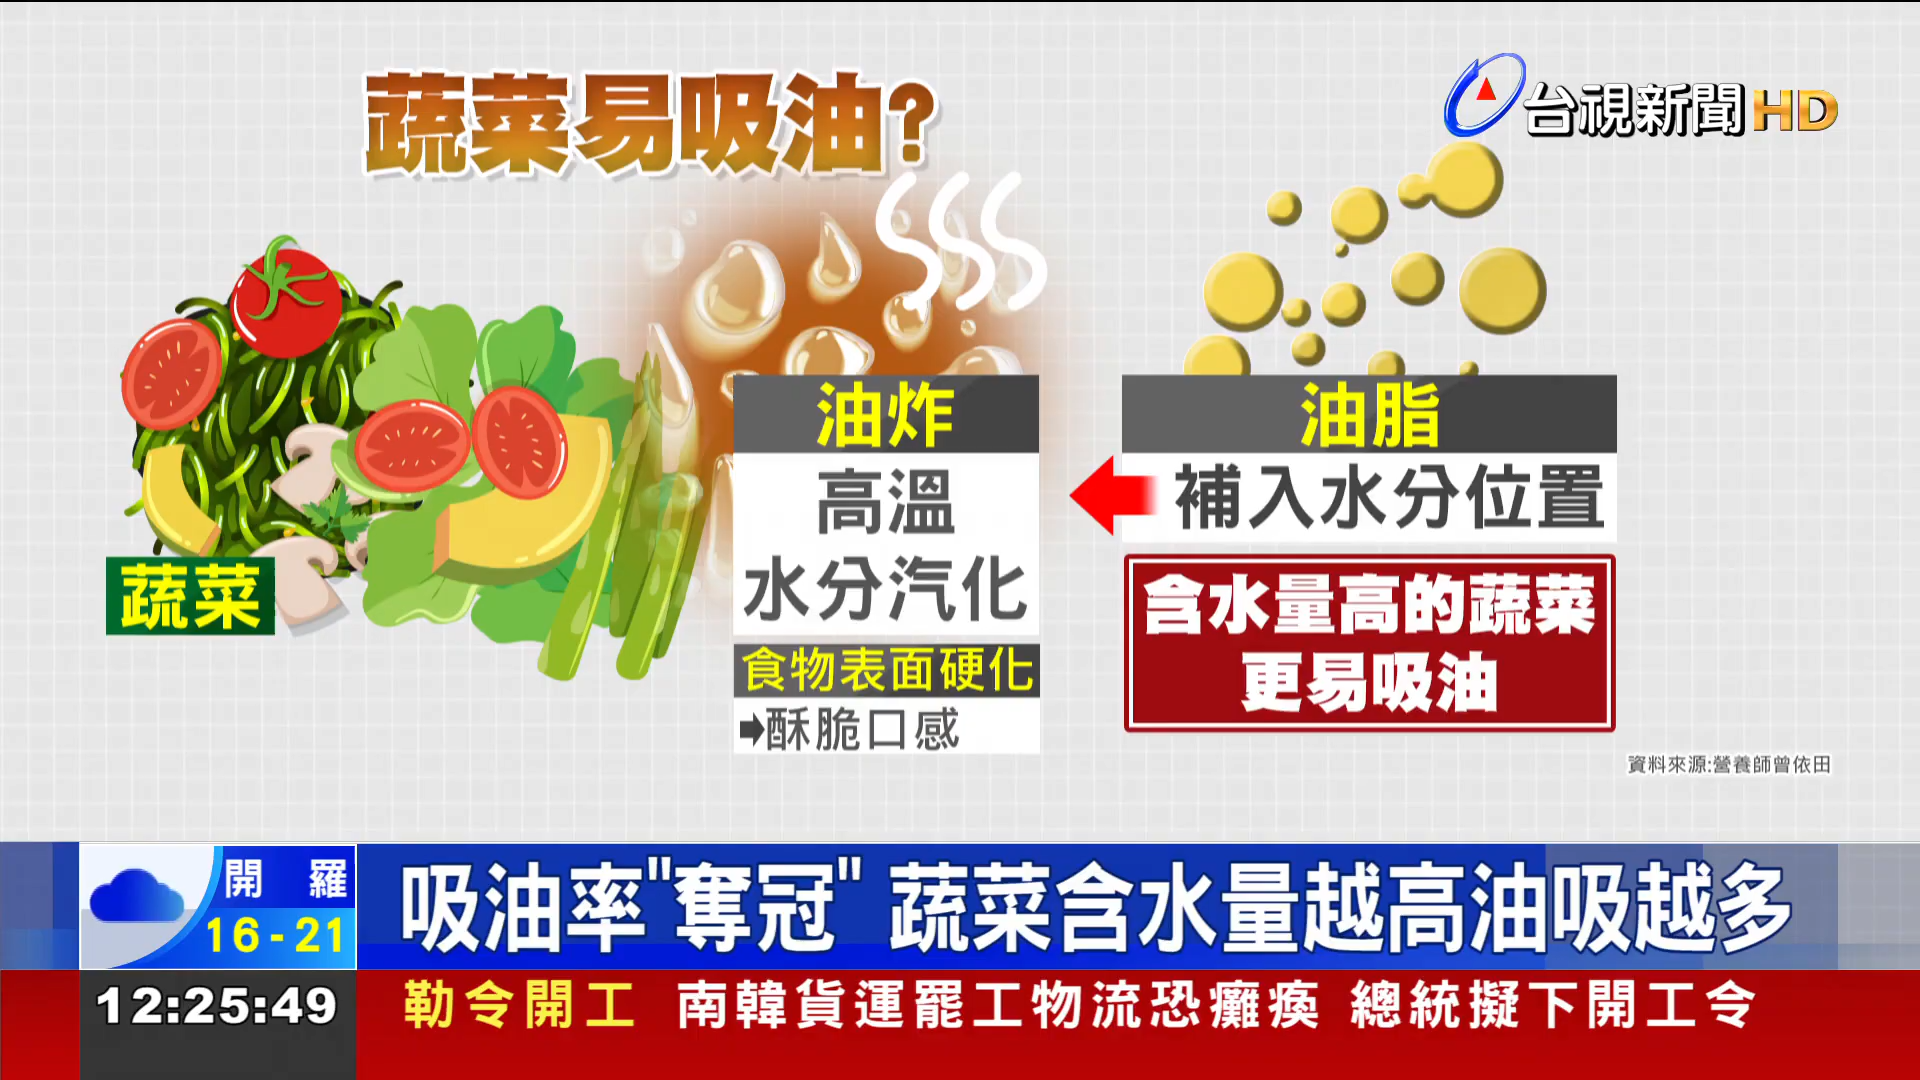 蔬菜易吸油?
台視新聞HD
蔬菜
油炸
高溫
水分汽化
食物表面硬化
➡酥脆口感
油脂
補入水分位置
含水量高的蔬菜
更易吸油
資料來源:營養師曾依田
開 羅
16-21
吸油率"奪冠" 蔬菜含水量越高油吸越多
12:25:49
勒令開工 南韓貨運罷工物流恐癱瘓 總統擬下開工令